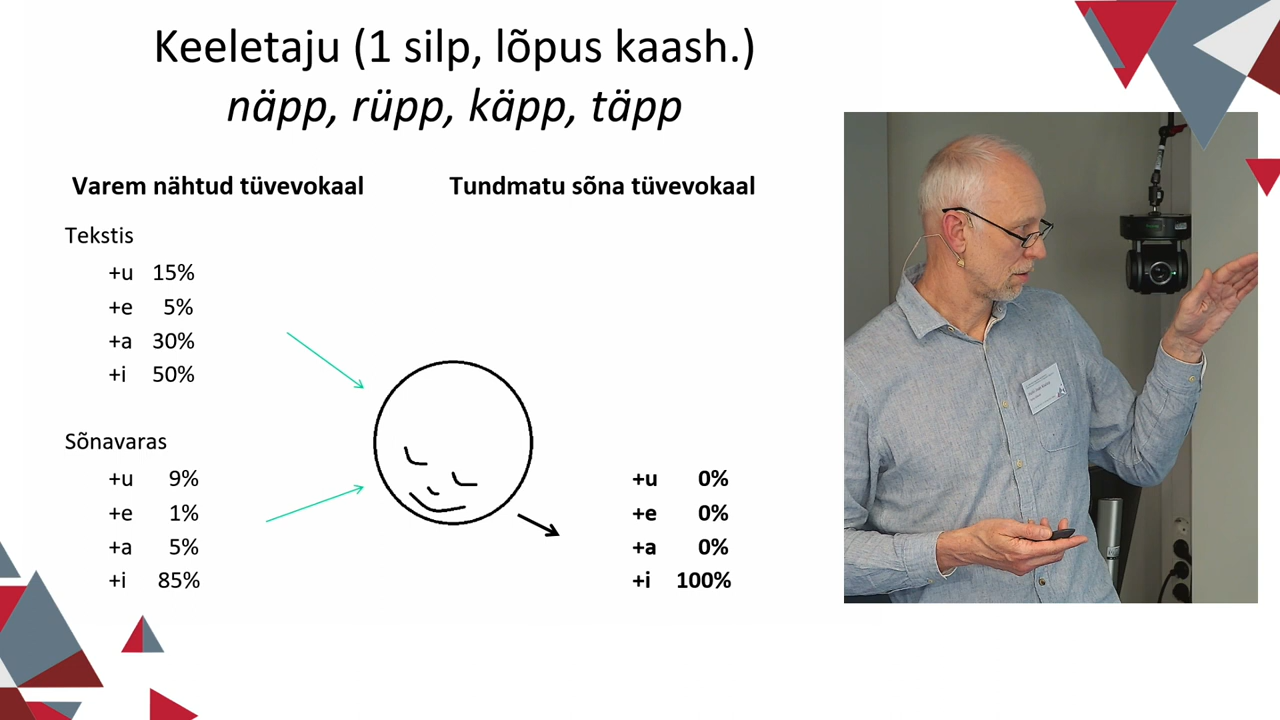 Keeletaju (1 silp, lõpus kaash.)
näpp, rüpp, käpp, täpp
Varem nähtud tüvevokaal
Tundmatu sõna tüvevokaal
Tekstis
+u 15%
+e 5%
+a 30%
+i 50%
Sõnavaras
+u 9%
+e 1%
+a 5%
+i 85%
+u 0%
+e 0%
+a 0%
+i 100%